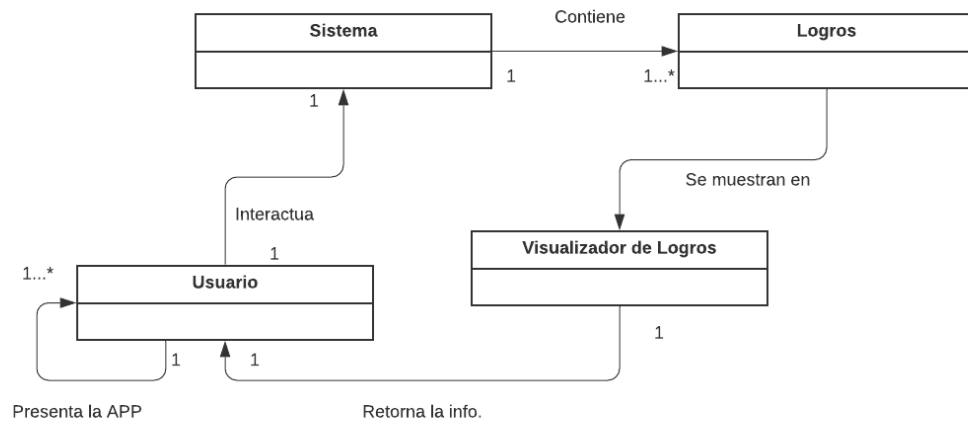 Contiene
Sistema
Logros
1
1...*
1
Se muestran en
Interactua
Visualizador de Logros
1
1...*
Usuario
1
1
1
Presenta la APP
Retorna la info.